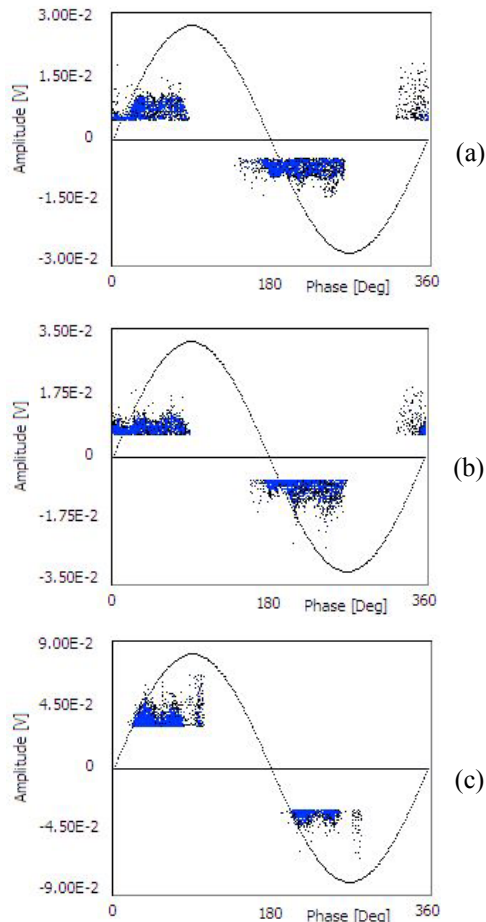 3.00E-2
1.50E-2
0
-1.50E-2
-3.00E-2
Amplitude [V]
0
180
Phase [Deg]
360
(a)
3.50E-2
1.75E-2
0
-1.75E-2
-3.50E-2
Amplitude [V]
0
180
Phase [Deg]
360
(b)
9.00E-2
4.50E-2
0
-4.50E-2
-9.00E-2
Amplitude [V]
0
180
Phase [Deg]
360
(c)